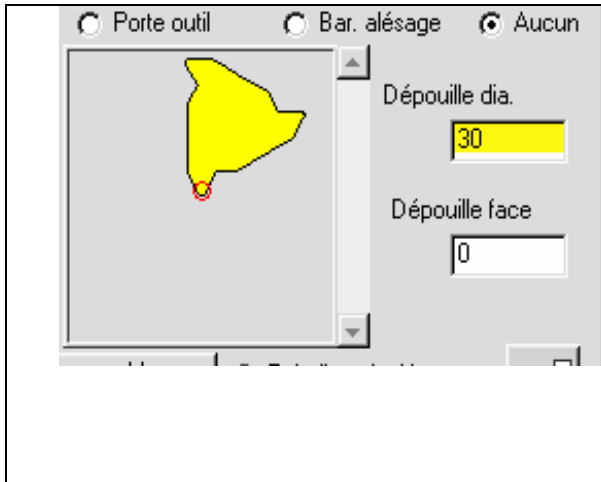 Porte outil Bar. alésage Aucun
Dépouille dia.
30
Dépouille face
0